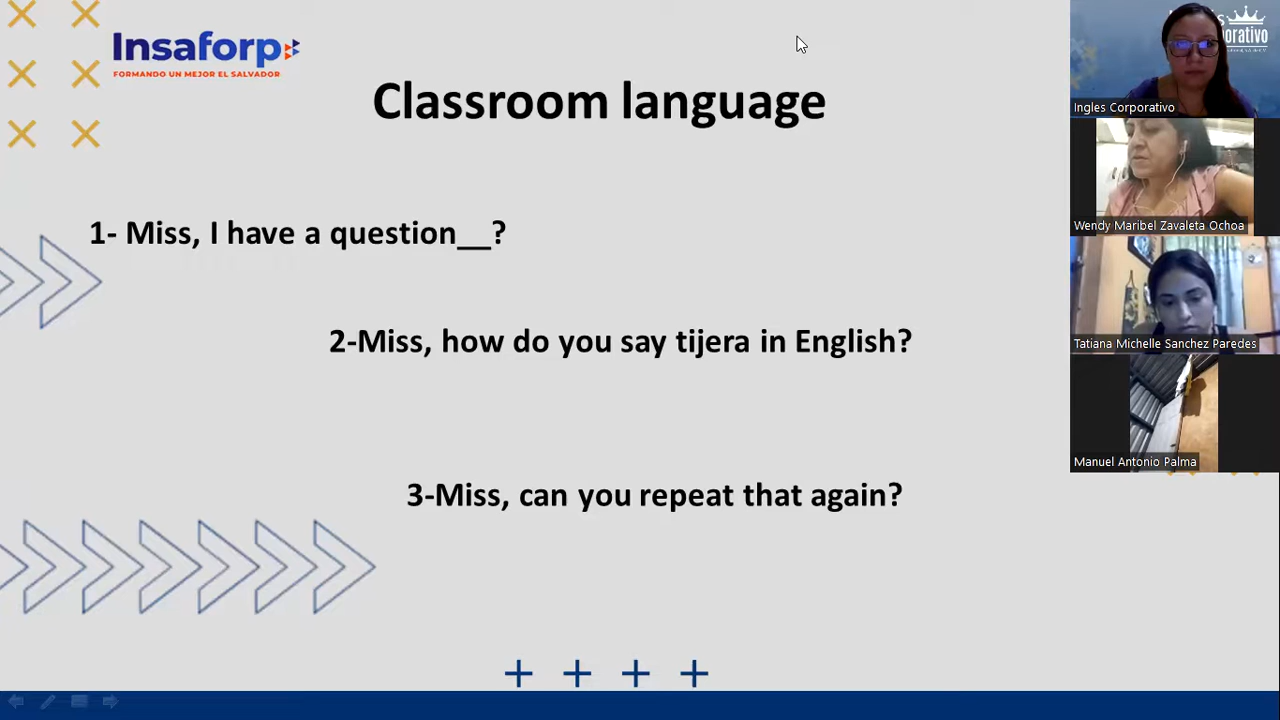 Insaforp
FORMANDO UN MEJOR EL SALVADOR
Classroom language
1- Miss, I have a question__?
2-Miss, how do you say tijera in English?
3-Miss, can you repeat that again?
Ingles Corporativo
Wendy Maribel Zavaleta Ochoa
Tatiana Michelle Sanchez Paredes
Manuel Antonio Palma